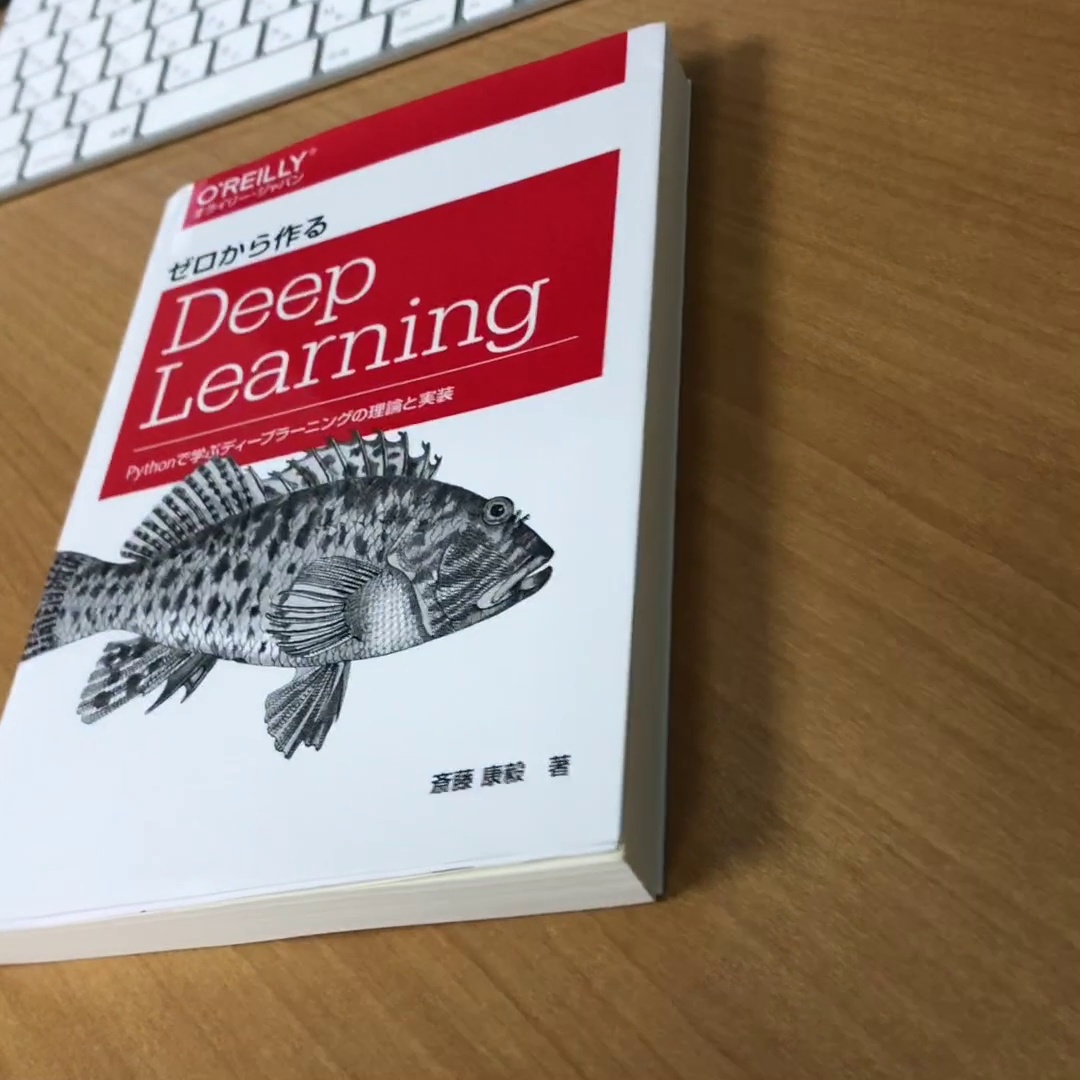 O'REILLY®
オライリー・ジャパン
ゼロから作る
Deep
Learning
Pythonで学ぶディープラーニングの理論と実装
斎藤 康毅 著